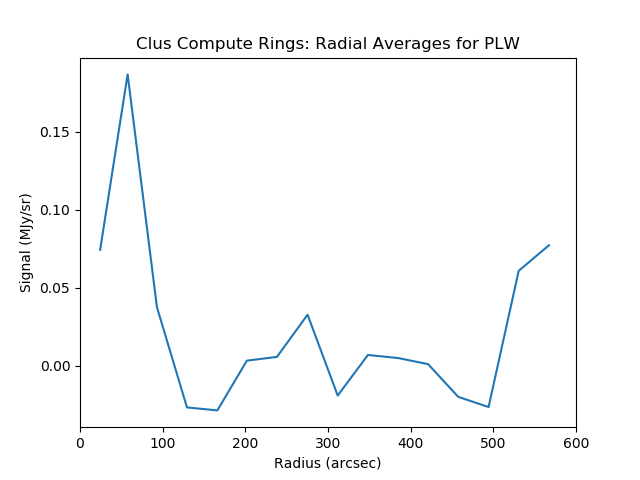 Clus Compute Rings: Radial Averages for PLW
0.15
0.10
0.05
0.00
Signal (MJy/sr)
0 100 200 300 400 500 600
Radius (arcsec)